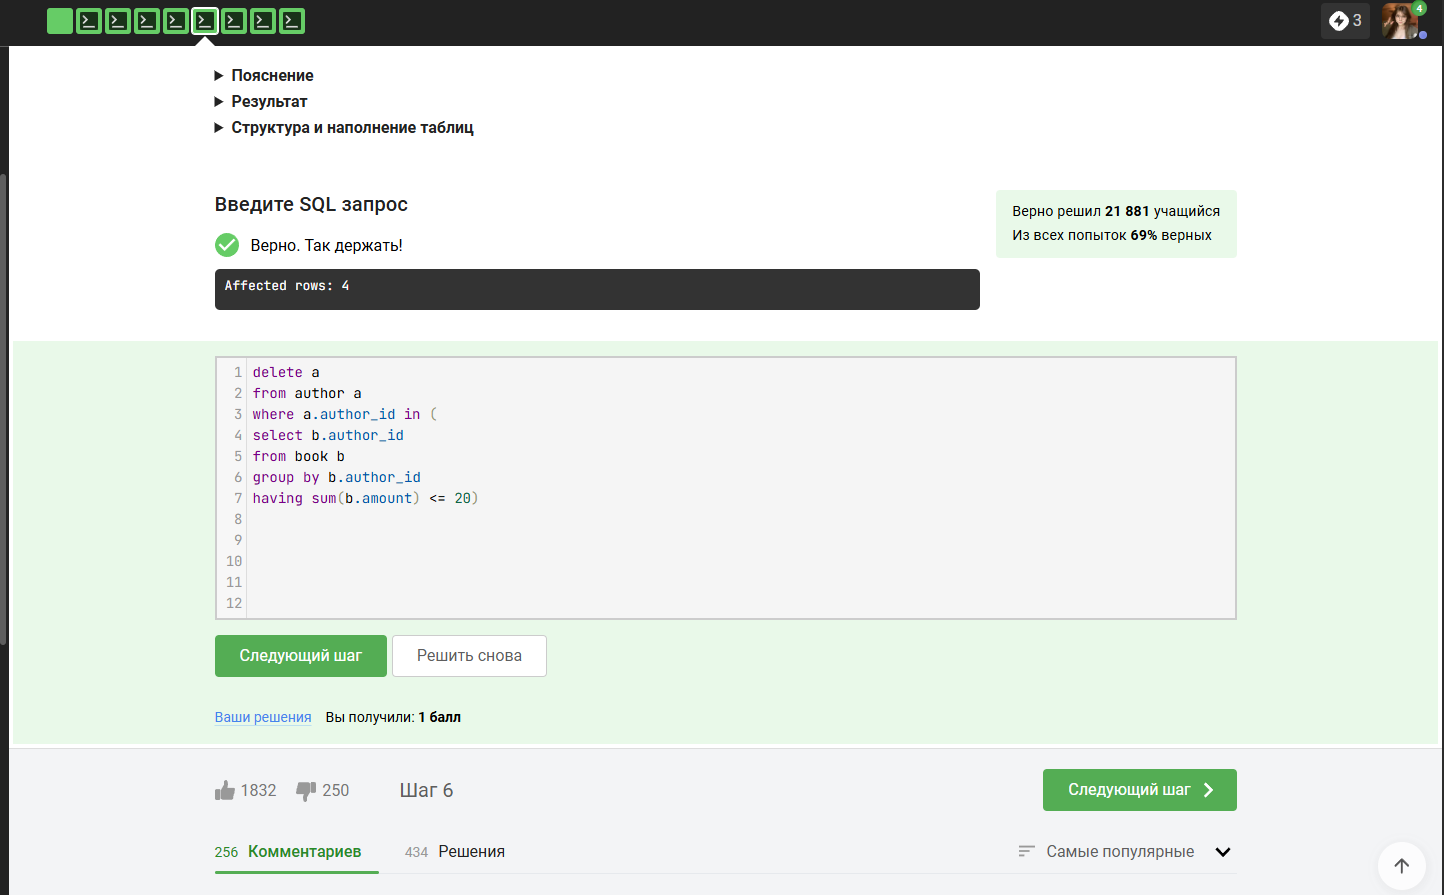 3
4
Пояснение
Результат
Структура и наполнение таблиц
Введите SQL запрос
Верно. Так держать!
Верно решил 21 881 учащийся
Из всех попыток 69% верных
Affected rows: 4
1 delete a
2 from author a
3 where a.author_id in (
4 select b.author_id
5 from book b
6 group by b.author_id
7 having sum(b.amount) <= 20)
8
9
10
11
12
Следующий шаг Решить снова
Ваши решения Вы получили: 1 балл
1832 250 Шаг 6 Следующий шаг
256 Комментариев 434 Решения Самые популярные